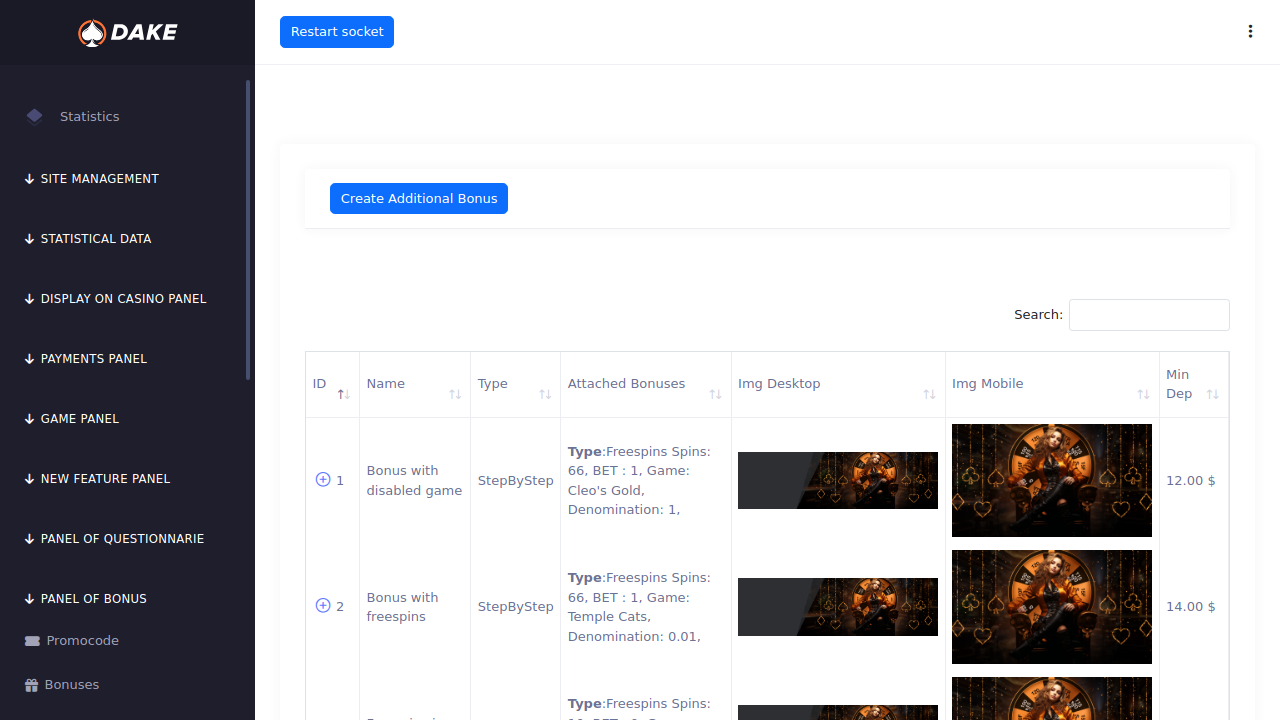 DAKE
Restart socket
Statistics
SITE MANAGEMENT
STATISTICAL DATA
DISPLAY ON CASINO PANEL
PAYMENTS PANEL
GAME PANEL
NEW FEATURE PANEL
PANEL OF QUESTIONNARIE
PANEL OF BONUS
Promocode
Bonuses
Create Additional Bonus
Search:
ID
Name
Type
Attached Bonuses
Img Desktop
Img Mobile
Min
Dep
1
Bonus with
disabled game
StepByStep
Type:Freespins Spins:
66, BET : 1, Game:
Cleo's Gold,
Denomination: 1,
12.00 $
2
Bonus with
freespins
StepByStep
Type:Freespins Spins:
66, BET : 1, Game:
Temple Cats,
Denomination: 0.01,
14.00 $
Type:Freespins Spins: